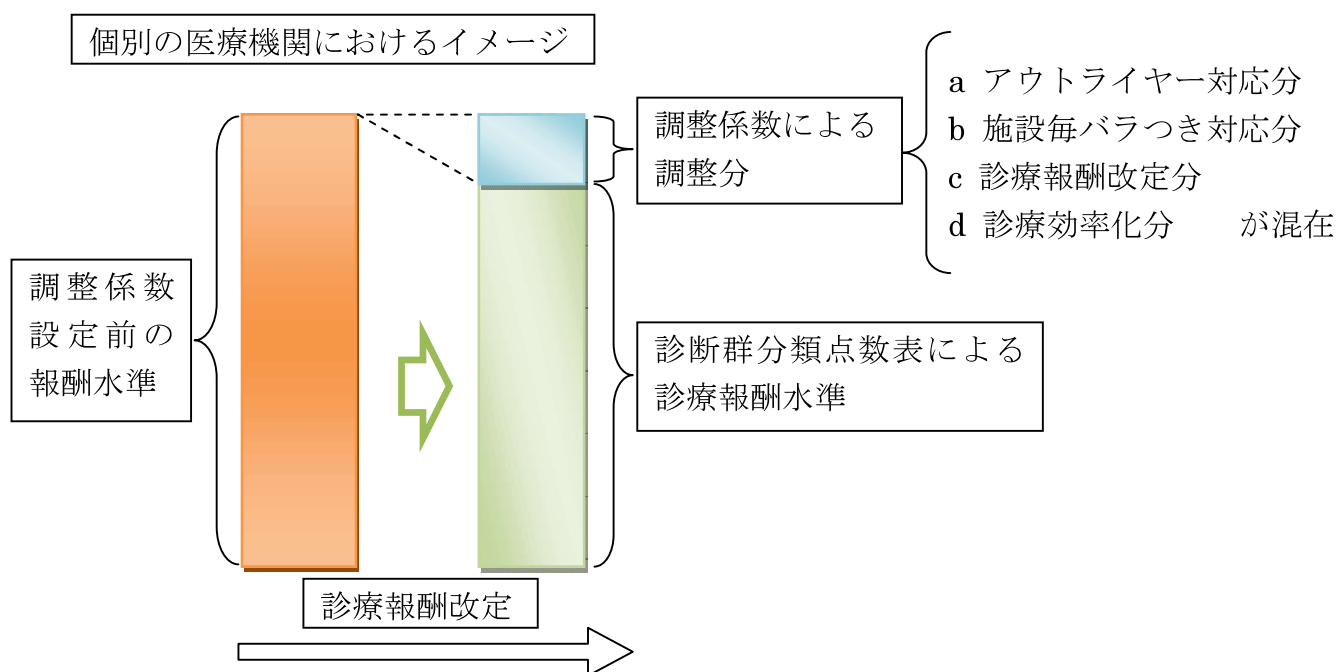 個別の医療機関におけるイメージ
調整係数による
調整分
a アウトライヤー対応分
b 施設毎バラつき対応分
c 診療報酬改定分
d 診療効率化分　　が混在
調整係数
設定前の
報酬水準
診断群分類点数表による
診療報酬水準
診療報酬改定